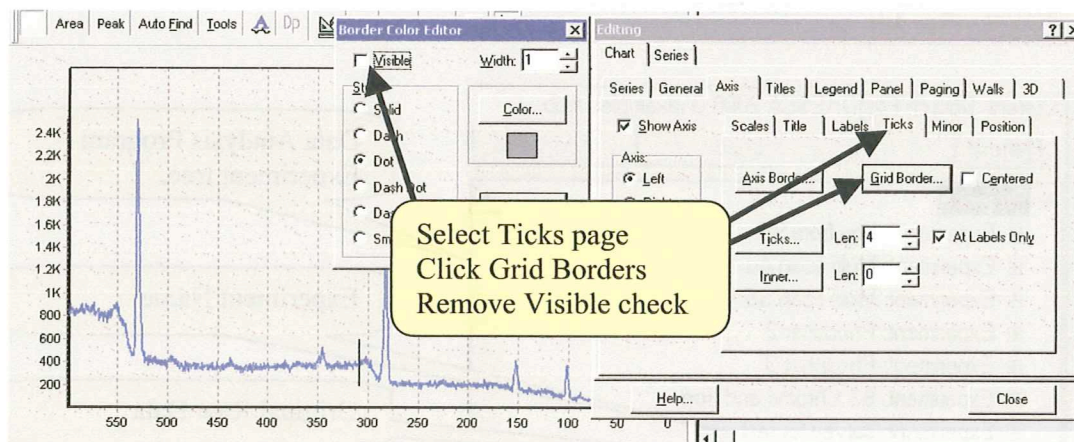 Area Peak Auto Find Tools Dp
Border Color Editor
Visible
Width: 1
Solid
Dash
Dot
Color...
Editing
Chart Series
Series General Axis Titles Legend Panel Paging Walls 3D
Show Axis
Scales Title Labels Ticks Minor Position
Axis:
Left
Axis Border...
Grid Border...
Centered
Ticks...
Len: 4
At Labels Only
Inner...
Len: 0
Help...
Close
Select Ticks page
Click Grid Borders
Remove Visible check
2.4K
2.2K
2K
1.8K
1.6K
1.4K
1.2K
1K
800
600
400
200
550 500 450 400 350 300 250 200 150 100 50 0